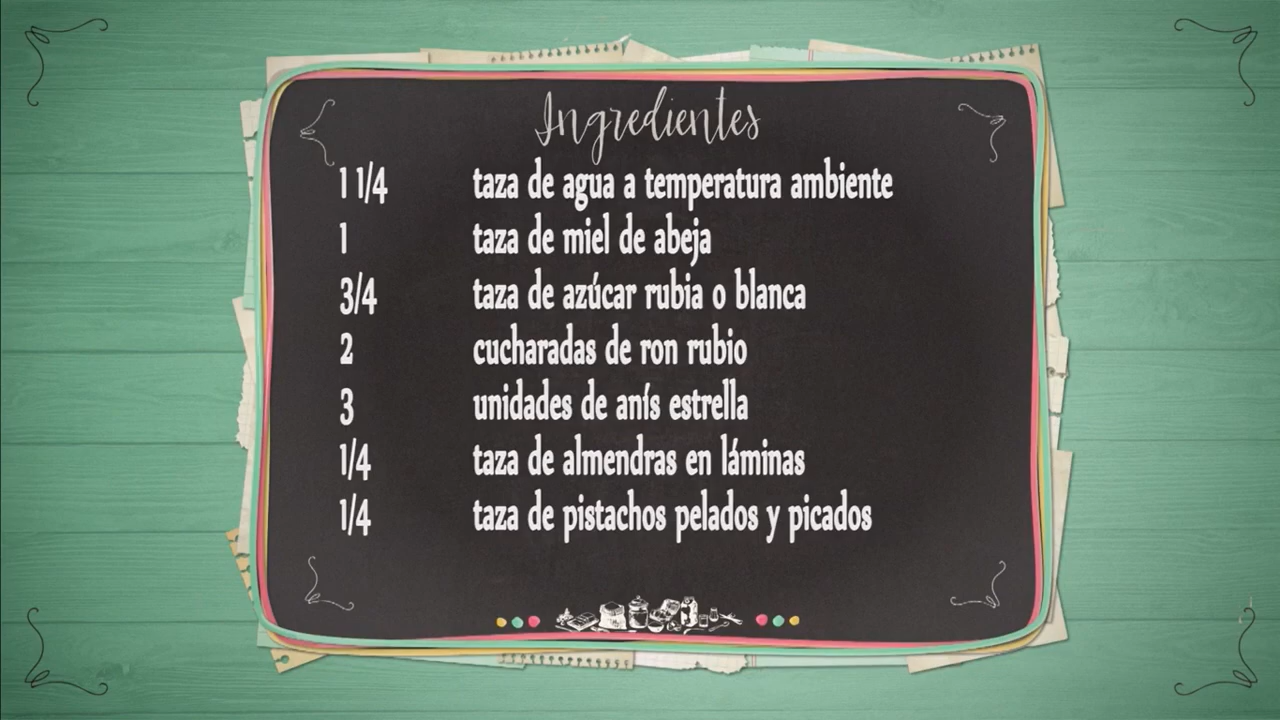 Ingredientes
1 1/4 taza de agua a temperatura ambiente
1 taza de miel de abeja
3/4 taza de azúcar rubia o blanca
2 cucharadas de ron rubio
3 unidades de anís estrella
1/4 taza de almendras en láminas
1/4 taza de pistachos pelados y picados